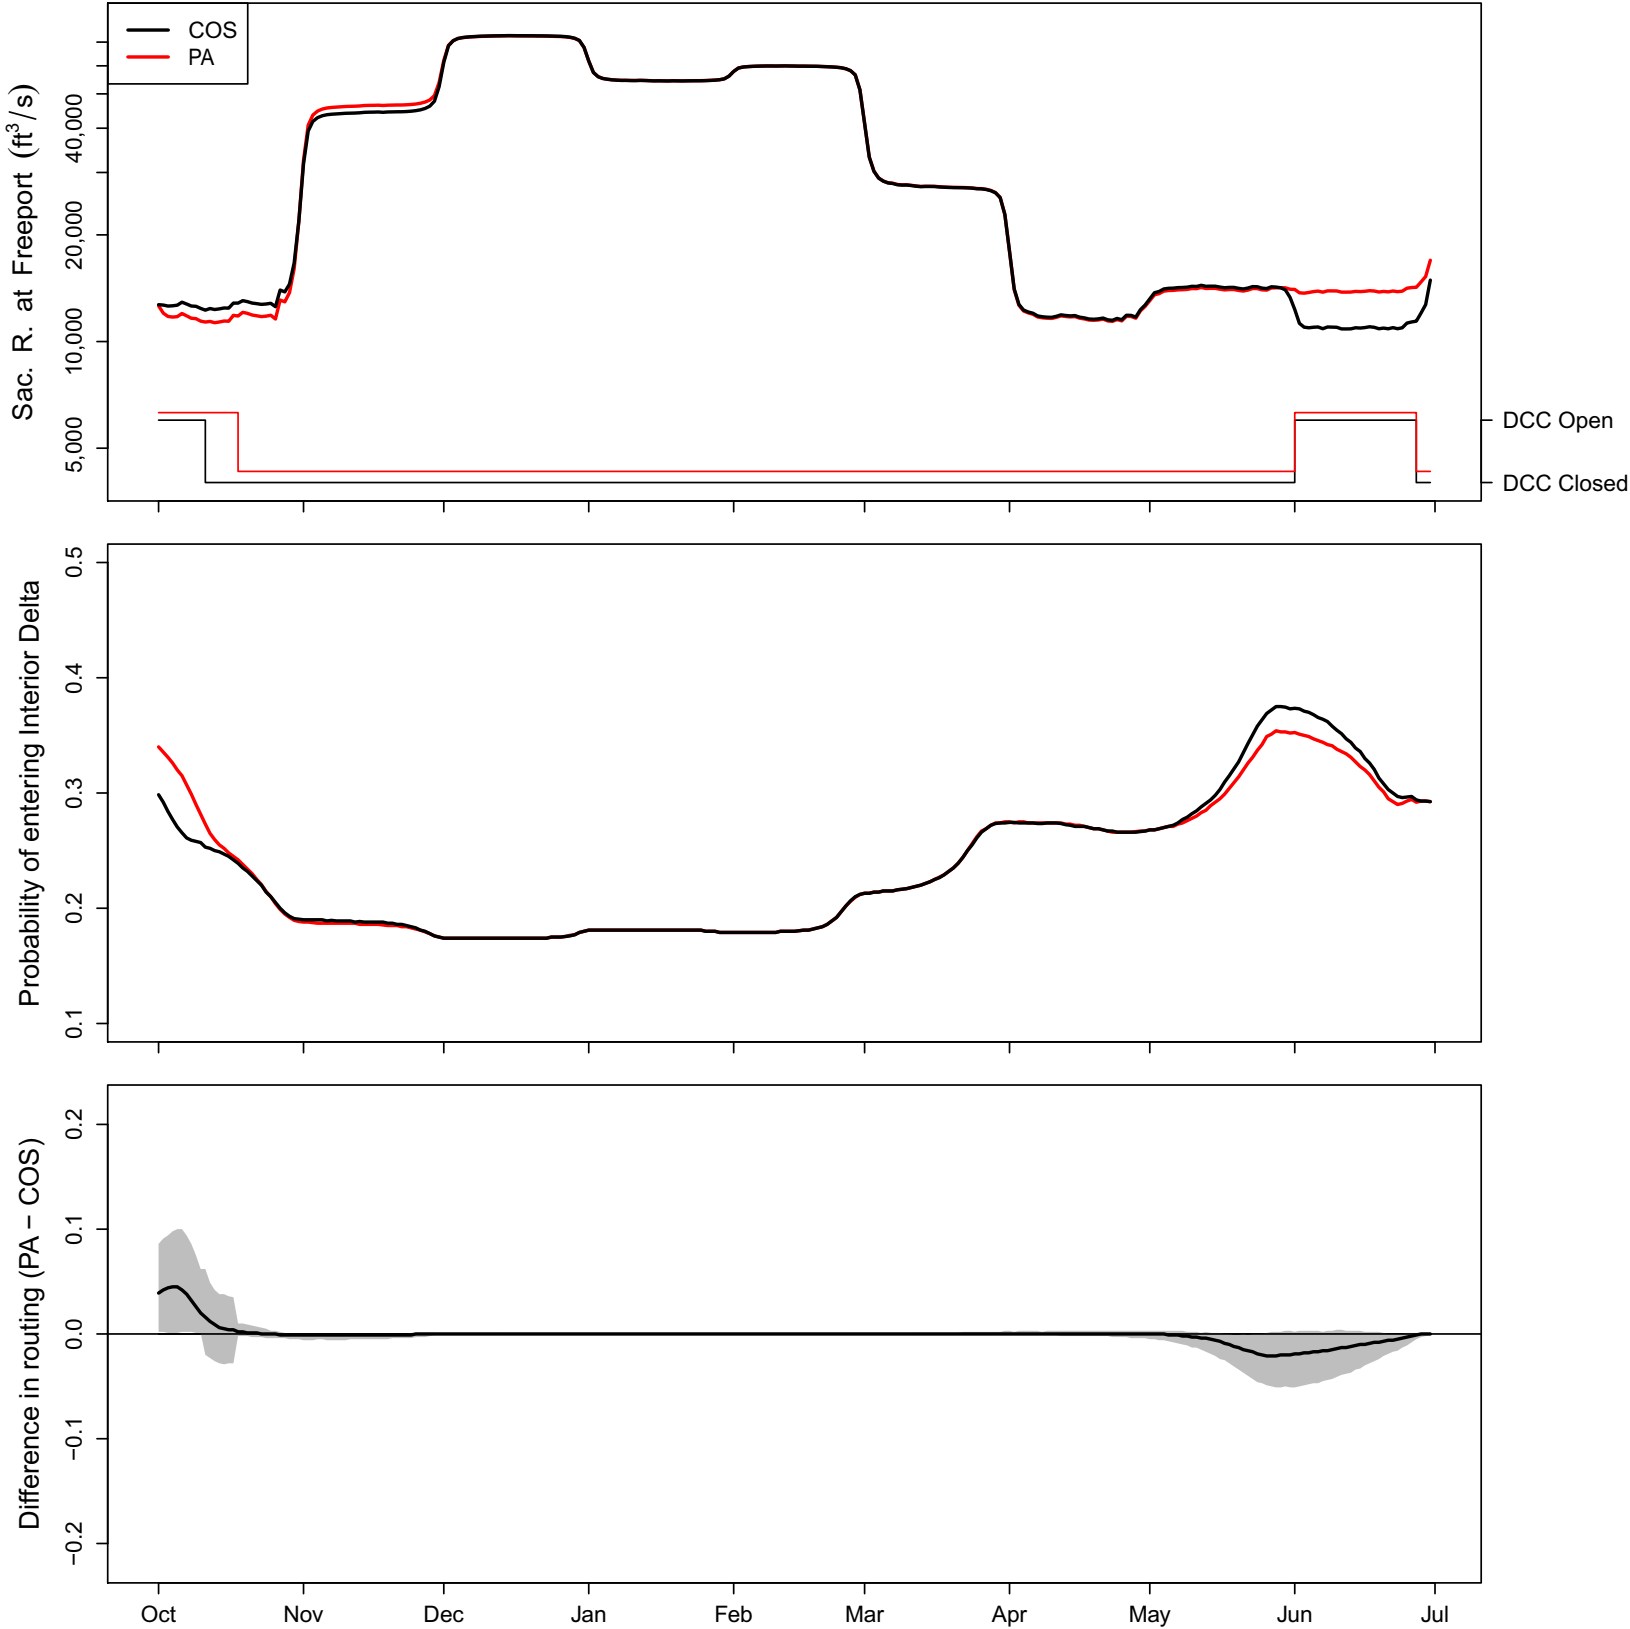 COS
PA
Sac. R. at Freeport (ft³/s)
40,000
20,000
10,000
5,000
DCC Open
DCC Closed
Probability of entering Interior Delta
0.5
0.4
0.3
0.2
0.1
Difference in routing (PA − COS)
0.2
0.1
0.0
−0.1
−0.2
Oct Nov Dec Jan Feb Mar Apr May Jun Jul